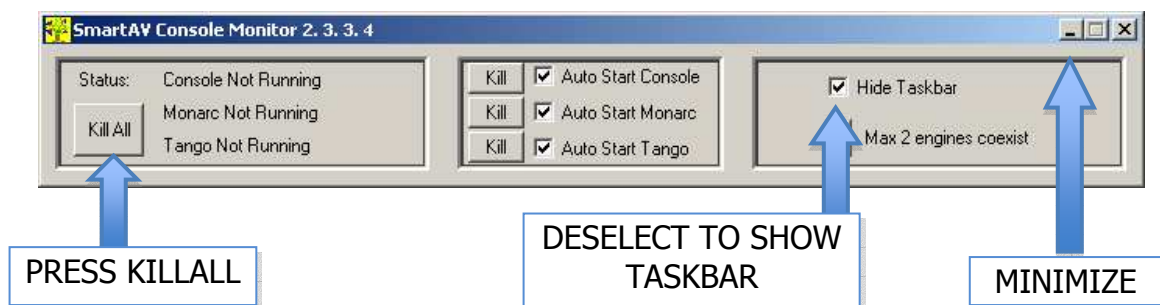 SmartAV Console Monitor 2. 3. 3. 4
Status: Console Not Running
Monarc Not Running
Tango Not Running
Kill All
Kill Auto Start Console
Kill Auto Start Monarc
Kill Auto Start Tango
Hide Taskbar
Max 2 engines coexist
PRESS KILLALL
DESELECT TO SHOW
TASKBAR
MINIMIZE